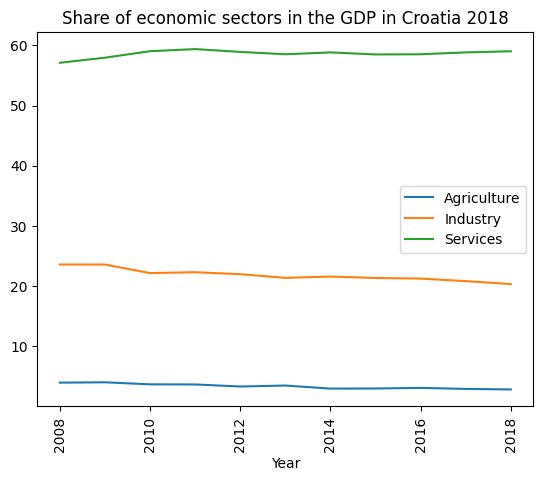 Share of economic sectors in the GDP in Croatia 2018
60
50
40
30
20
10
Agriculture
Industry
Services
2008
2010
2012
2014
2016
2018
Year